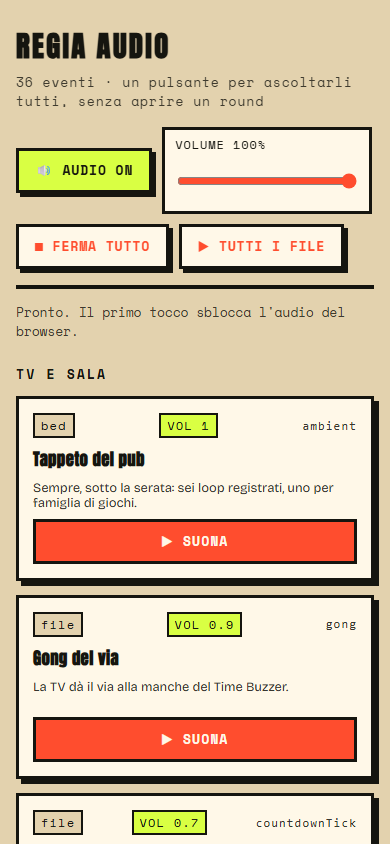 REGIA AUDIO
36 eventi · un pulsante per ascoltarli
tutti, senza aprire un round
🔊 AUDIO ON
VOLUME 100%
■ FERMA TUTTO
▶ TUTTI I FILE
Pronto. Il primo tocco sblocca l'audio del
browser.
TV E SALA
bed
VOL 1
ambient
Tappeto del pub
Sempre, sotto la serata: sei loop registrati, uno per
famiglia di giochi.
▶ SUONA
file
VOL 0.9
gong
Gong del via
La TV dà il via alla manche del Time Buzzer.
▶ SUONA
file
VOL 0.7
countdownTick